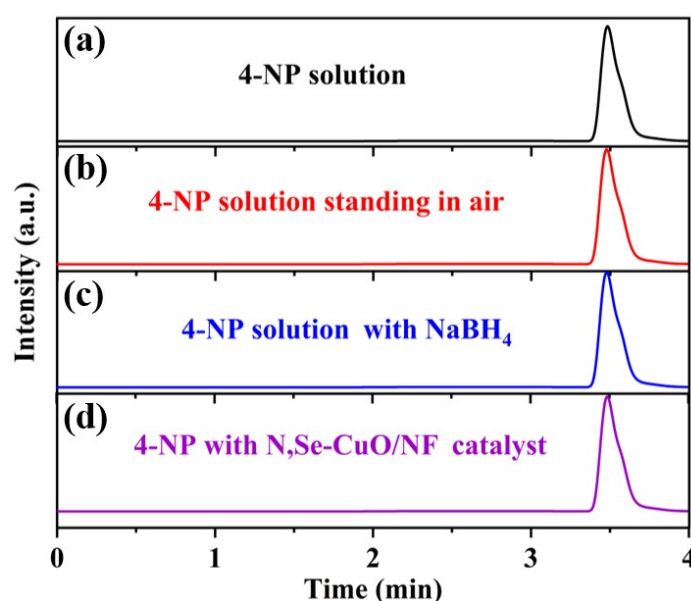 (a)
4-NP solution
(b)
4-NP solution standing in air
(c)
4-NP solution with NaBH₄
(d)
4-NP with N,Se-CuO/NF catalyst
Intensity (a.u.)
0 1 2 3 4
Time (min)